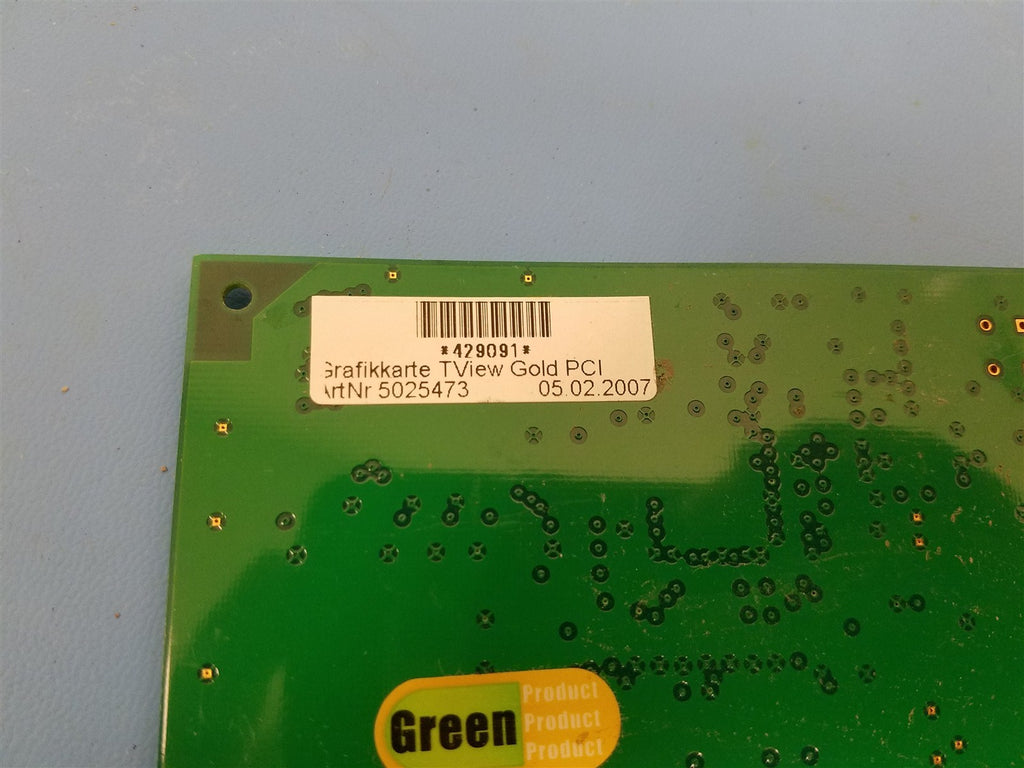 *429091*
Grafikkarte TView Gold PCI
ArtNr 5025473 05.02.2007
Green
Product
Product
Product